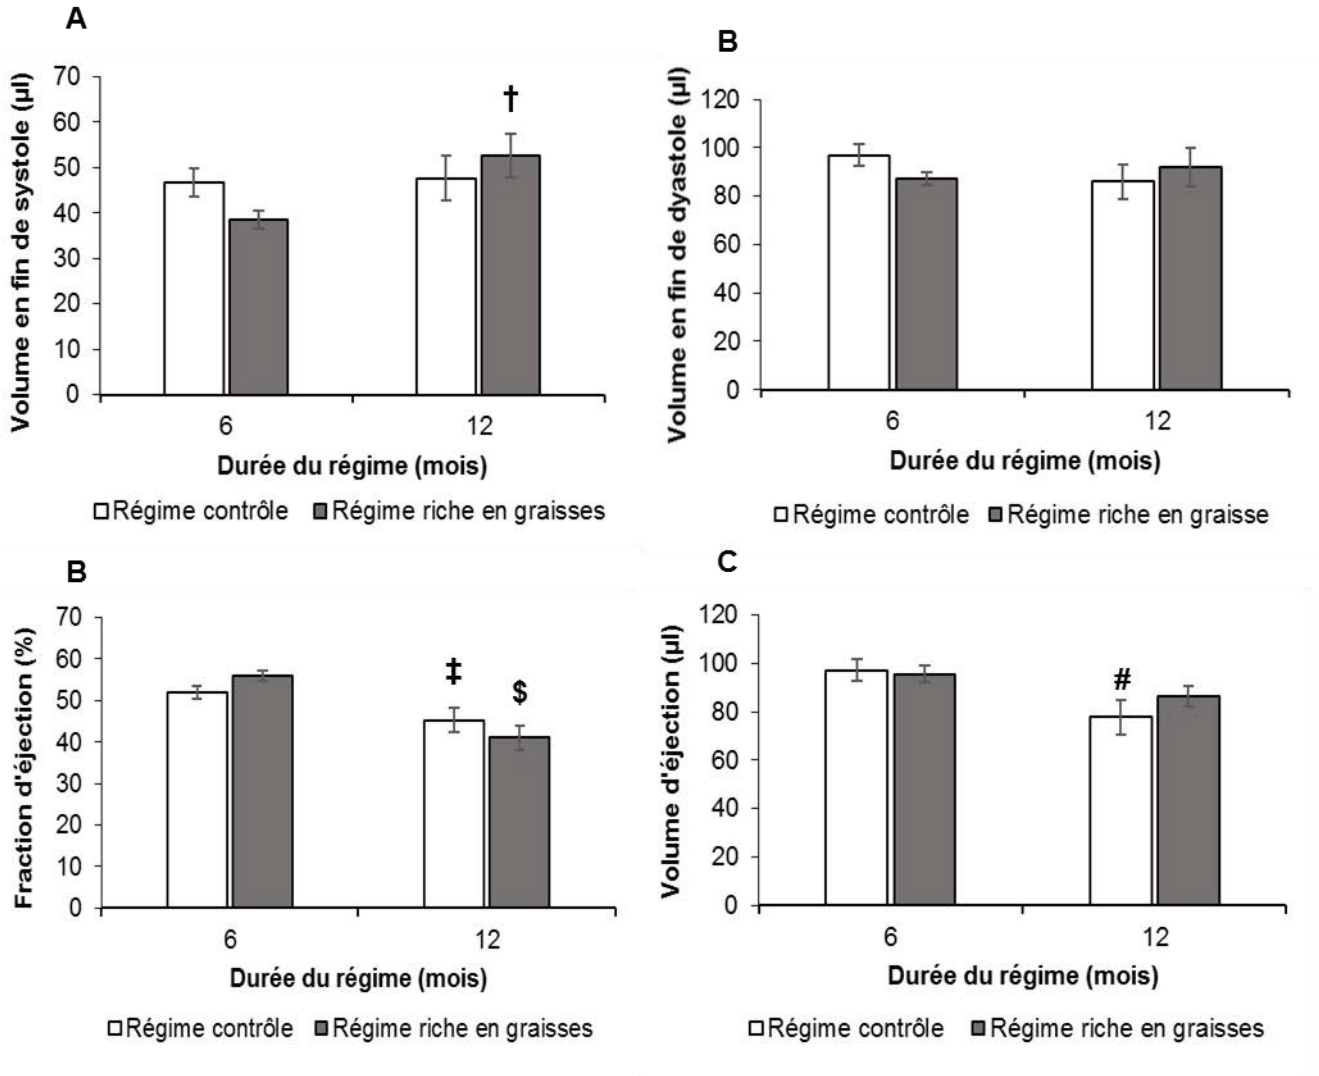 A
Volume en fin de systole (µl)
70
60
50
40
30
20
10
0
†
6
12
Durée du régime (mois)
Régime contrôle
Régime riche en graisses
B
Volume en fin de dyastole (µl)
120
100
80
60
40
20
0
6
12
Durée du régime (mois)
Régime contrôle
Régime riche en graisse
B
Fraction d'éjection (%)
70
60
50
40
30
20
10
0
‡
$
6
12
Durée du régime (mois)
Régime contrôle
Régime riche en graisses
C
Volume d'éjection (µl)
120
100
80
60
40
20
0
#
6
12
Durée du régime (mois)
Régime contrôle
Régime riche en graisses